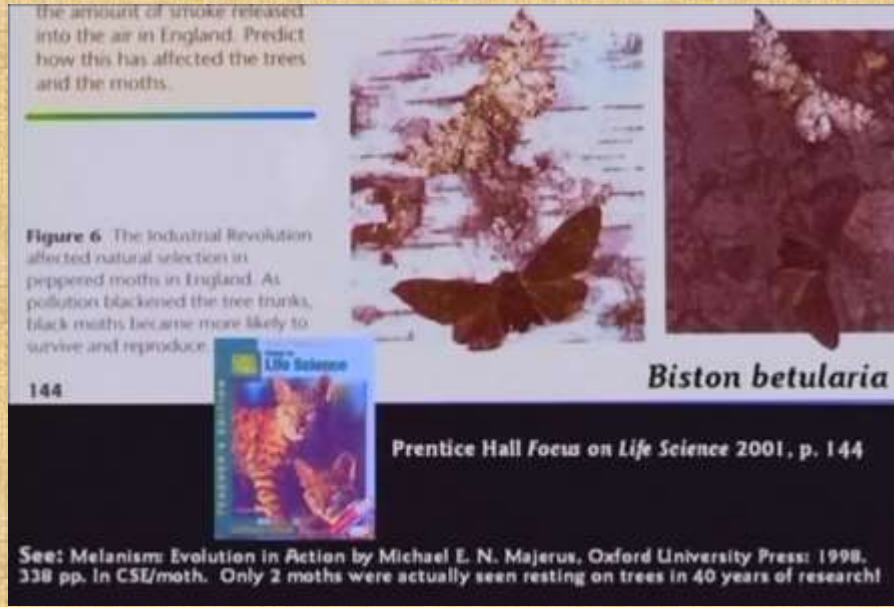 the amount of smoke released
into the air in England. Predict
how this has affected the trees
and the moths.
Figure 6 The Industrial Revolution
affected natural selection in
peppered moths in England. As
pollution blackened the tree trunks,
black moths became more likely to
survive and reproduce.
144
Biston betularia
Life Science
TEACHER'S EDITION
Prentice Hall Focus on Life Science 2001, p. 144
See: Melanism: Evolution in Action by Michael E. N. Majerus, Oxford University Press: 1998.
338 pp. In CSE/moth. Only 2 moths were actually seen resting on trees in 40 years of research!